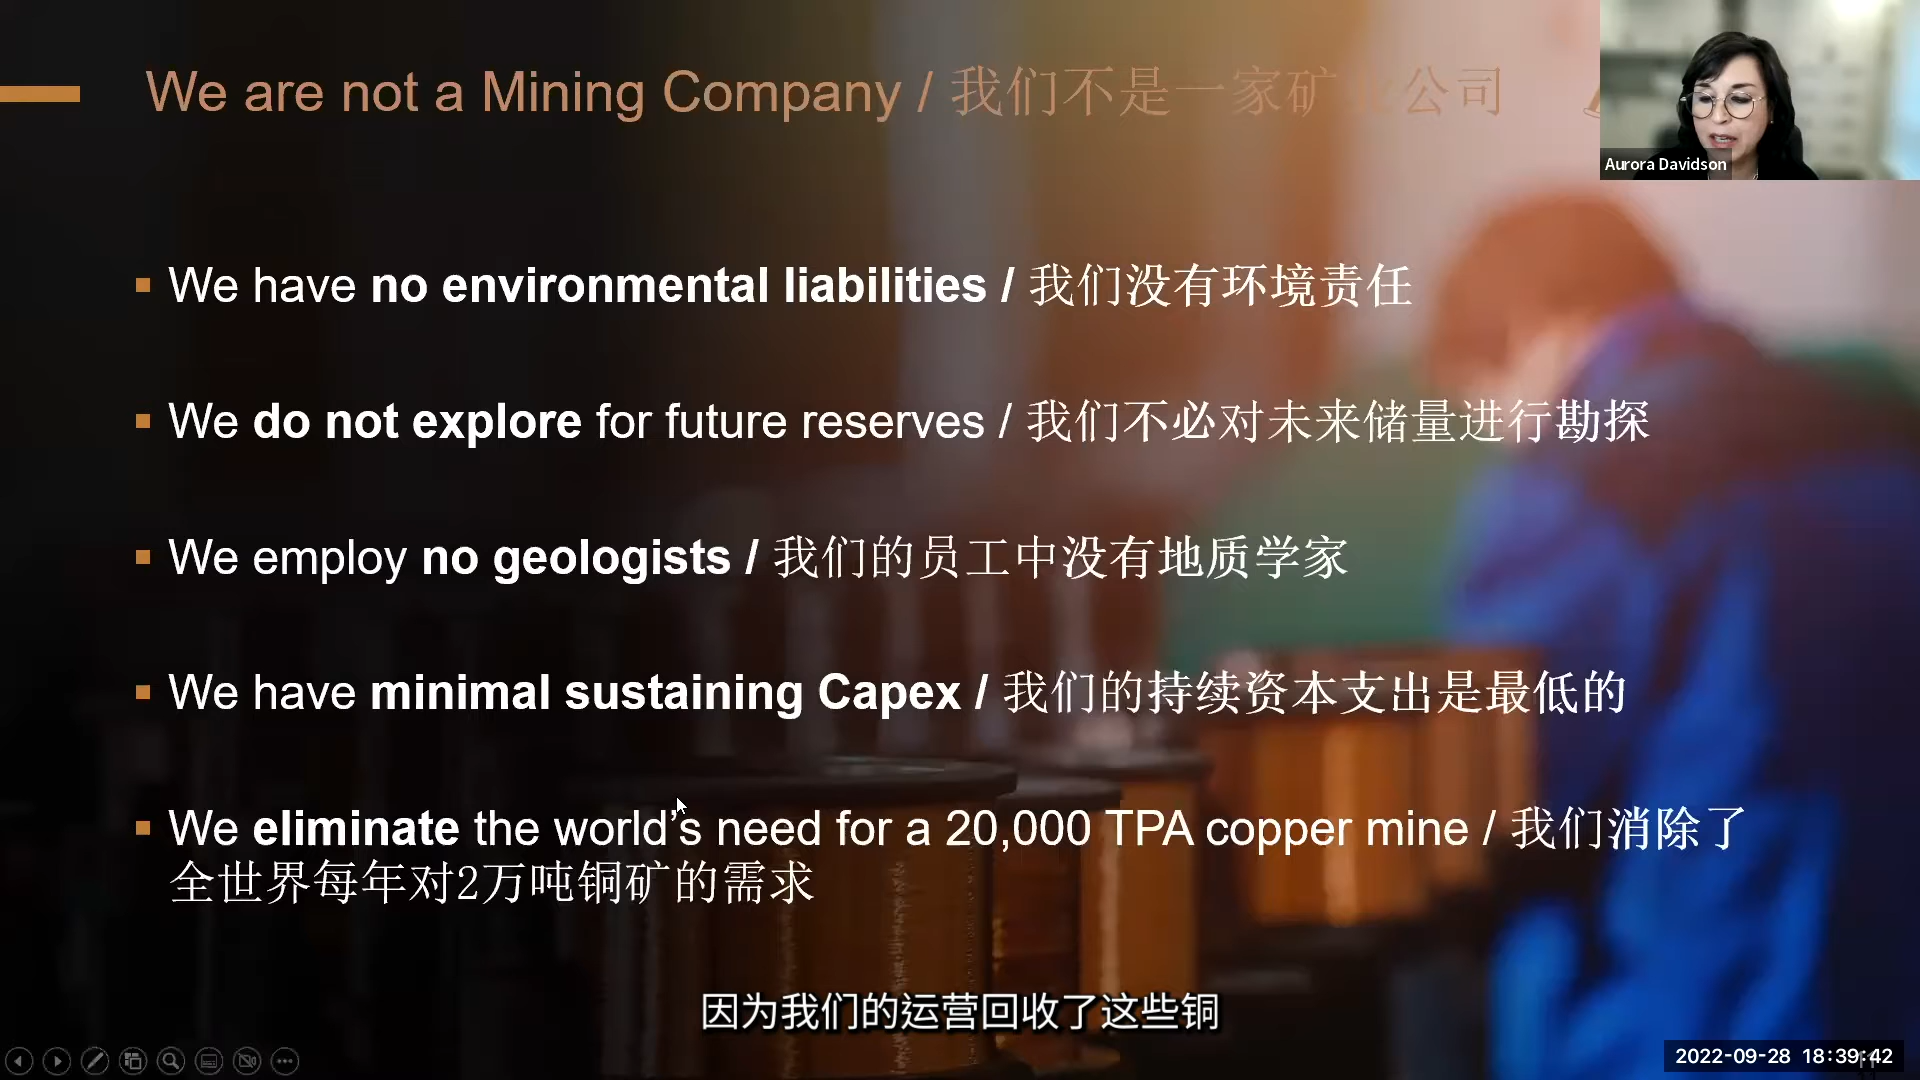 We are not a Mining Company / 我们不是一家矿业公司
Aurora Davidson
We have no environmental liabilities / 我们没有环境责任
We do not explore for future reserves / 我们不必对未来储量进行勘探
We employ no geologists / 我们的员工中没有地质学家
We have minimal sustaining Capex / 我们的持续资本支出是最低的
We eliminate the world's need for a 20,000 TPA copper mine / 我们消除了
全世界每年对2万吨铜矿的需求
因为我们的运营回收了这些铜
2022-09-28 18:39:42